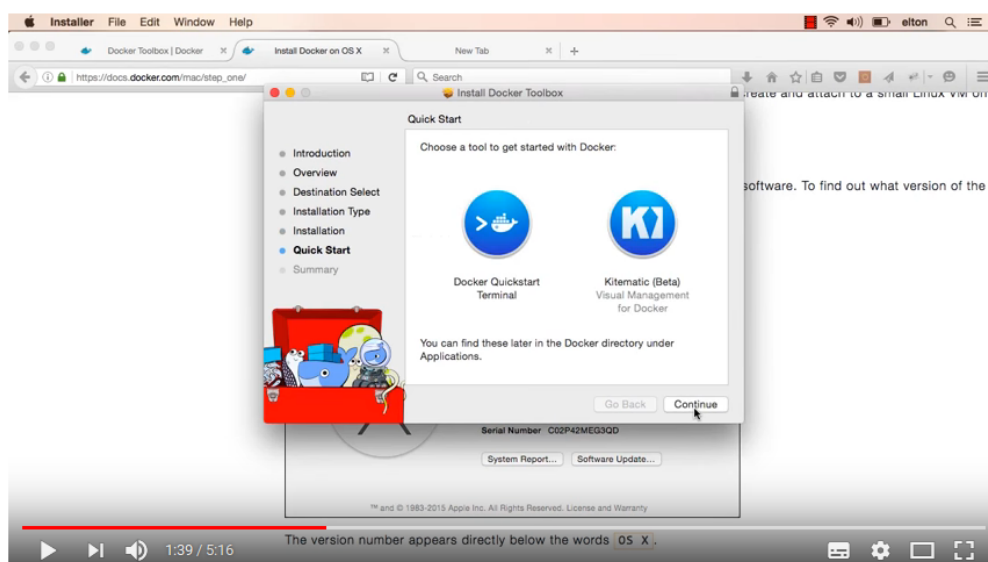 Installer File Edit Window Help elton
Docker Toolbox | Docker Install Docker on OS X New Tab
https://docs.docker.com/mac/step_one/ Search
Install Docker Toolbox
create and attach to a small Linux VM on
Quick Start
Choose a tool to get started with Docker:
Introduction
Overview
Destination Select
Installation Type
Installation
Quick Start
Summary
software. To find out what version of the
Docker Quickstart
Terminal
Kitematic (Beta)
Visual Management
for Docker
You can find these later in the Docker directory under
Applications.
Go Back Continue
Serial Number C02P42MEG3QD
System Report... Software Update...
™ and © 1983-2015 Apple Inc. All Rights Reserved. License and Warranty
The version number appears directly below the words OS X.
1:39 / 5:16